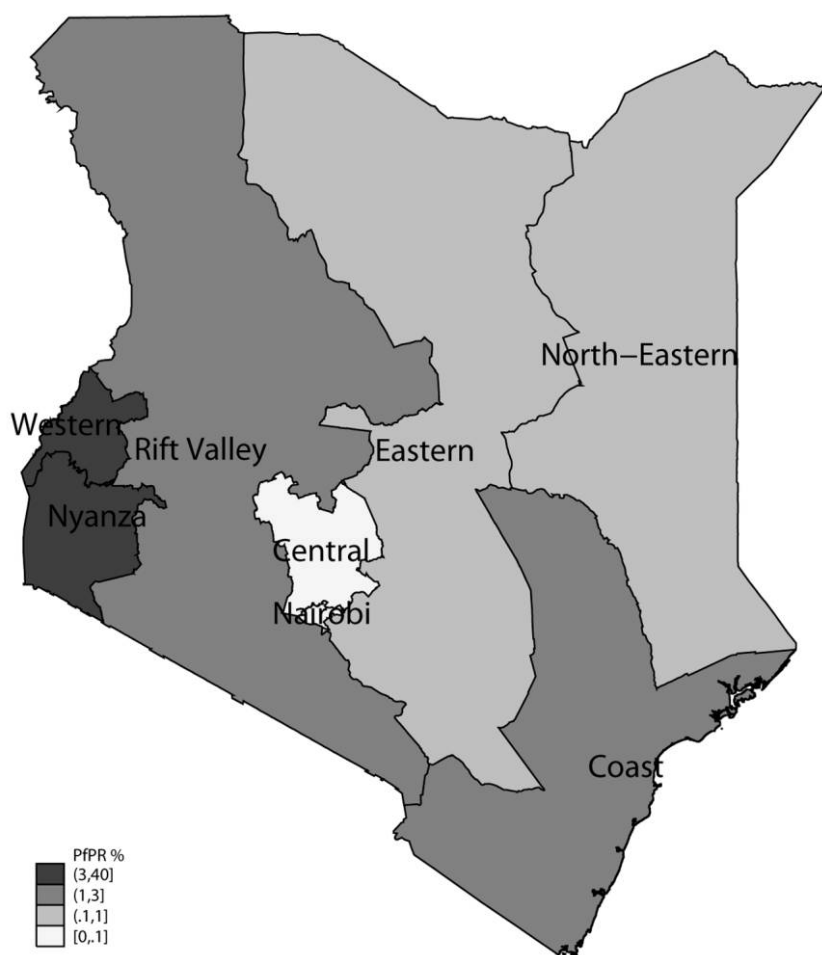 North−Eastern
Western
Rift Valley
Eastern
Nyanza
Central
Nairobi
Coast
PfPR %
(3,40]
(1,3]
(.1,1]
[0,.1]